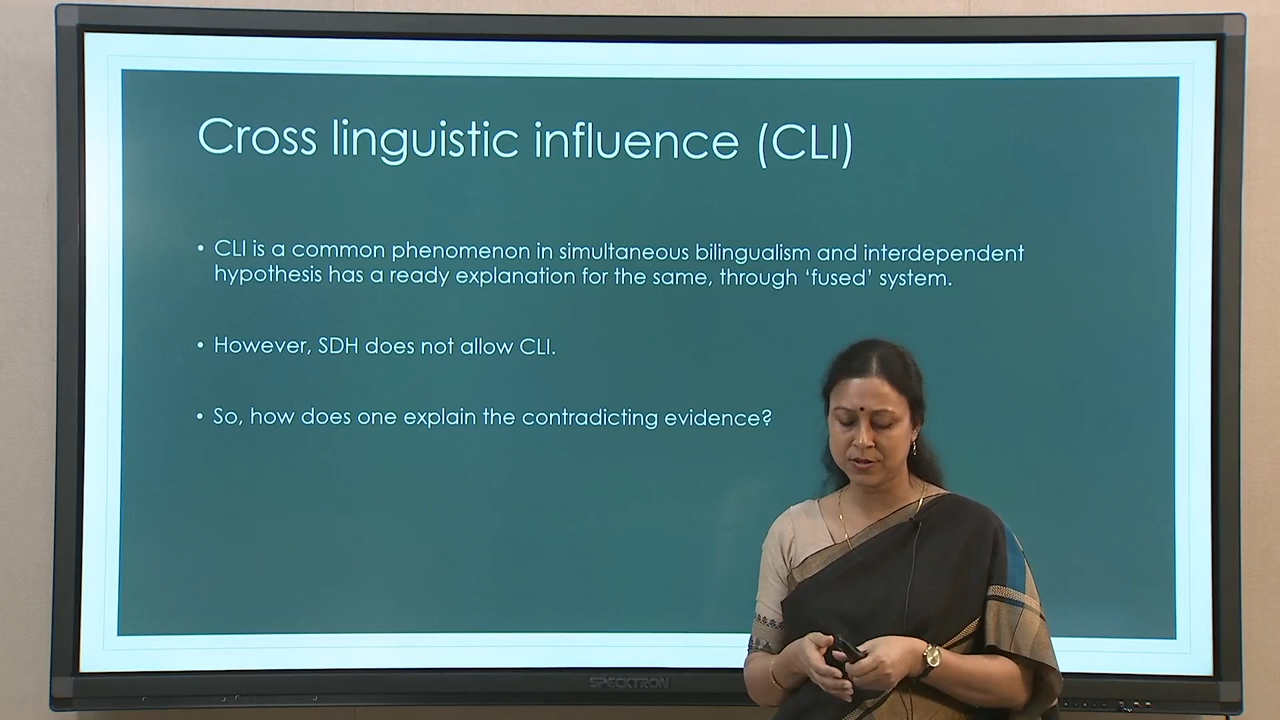 Cross linguistic influence (CLI)
• CLI is a common phenomenon in simultaneous bilingualism and interdependent
hypothesis has a ready explanation for the same, through ‘fused’ system.
• However, SDH does not allow CLI.
• So, how does one explain the contradicting evidence?
SPECKTRON